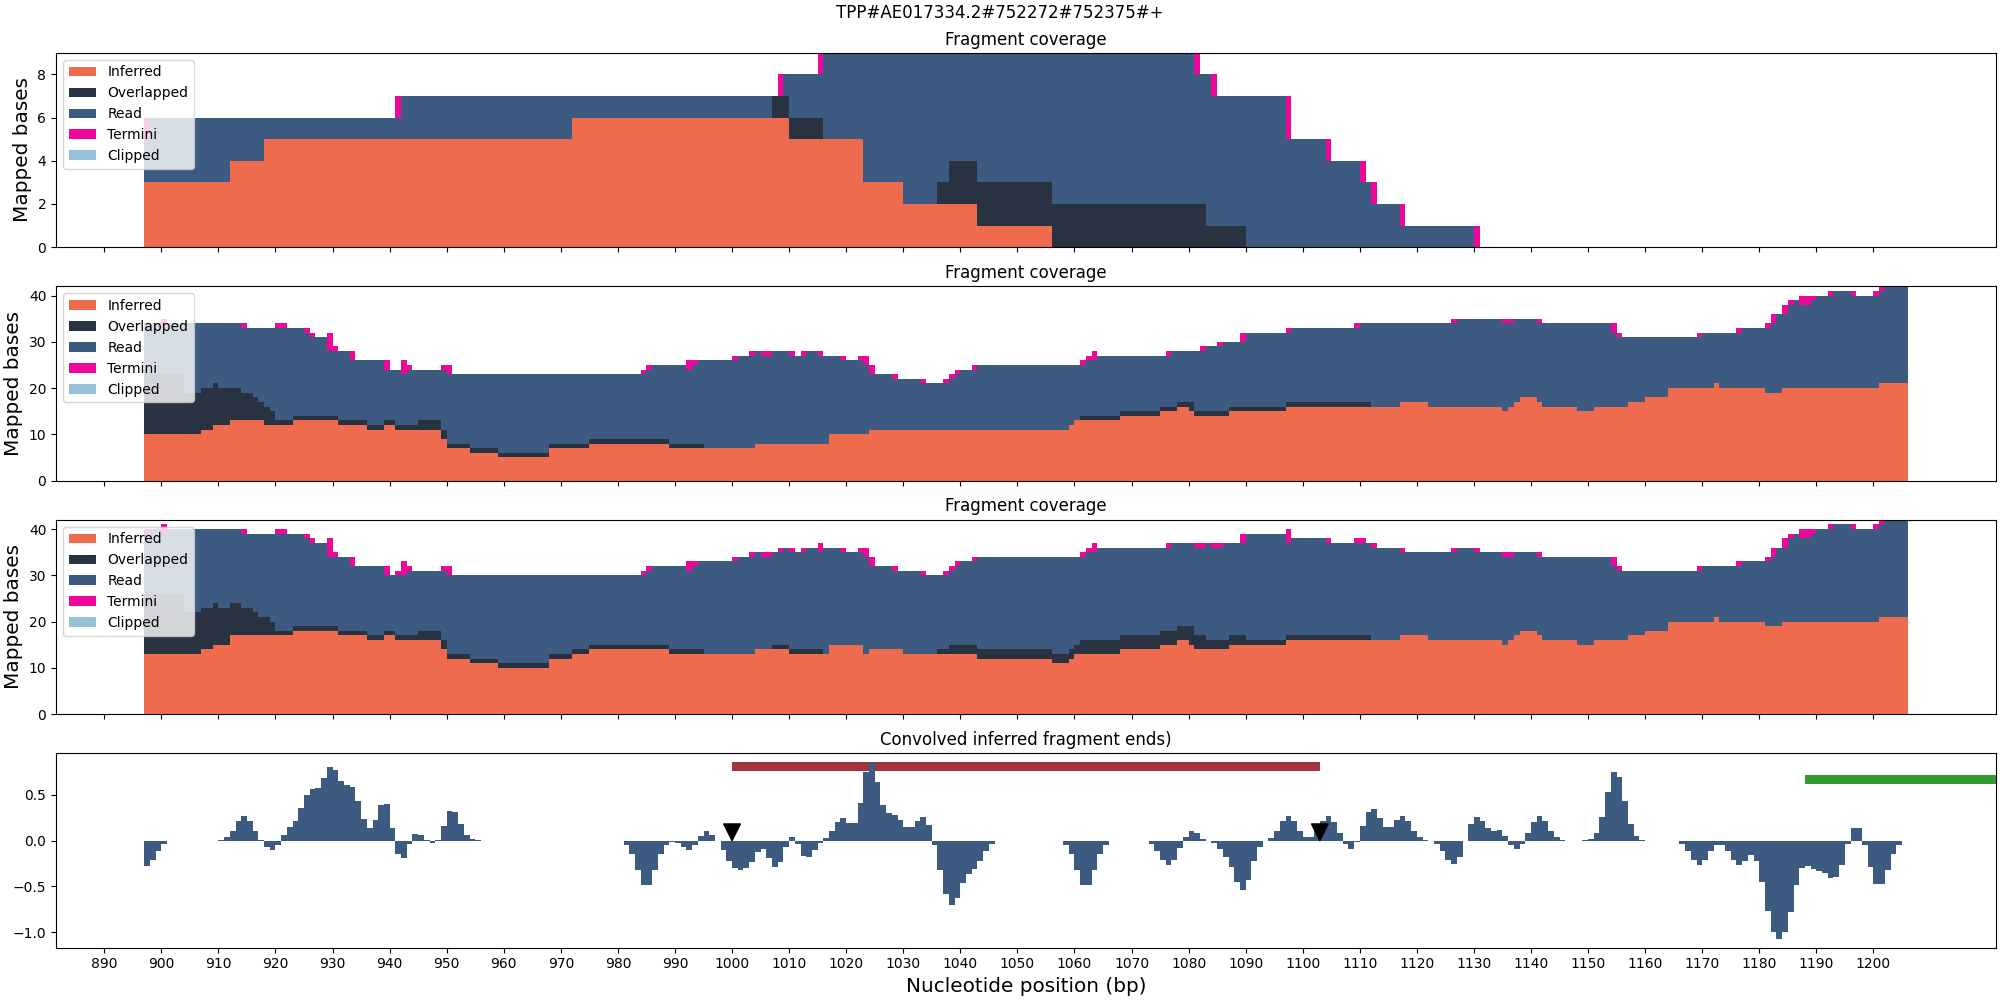 TPP#AE017334.2#752272#752375#+
Fragment coverage
Mapped bases
8
6
4
2
0
Inferred
Overlapped
Read
Termini
Clipped
Fragment coverage
Mapped bases
40
30
20
10
0
Inferred
Overlapped
Read
Termini
Clipped
Fragment coverage
Mapped bases
40
30
20
10
0
Inferred
Overlapped
Read
Termini
Clipped
Convolved inferred fragment ends)
0.5
0.0
−0.5
−1.0
890 900 910 920 930 940 950 960 970 980 990 1000 1010 1020 1030 1040 1050 1060 1070 1080 1090 1100 1110 1120 1130 1140 1150 1160 1170 1180 1190 1200
Nucleotide position (bp)